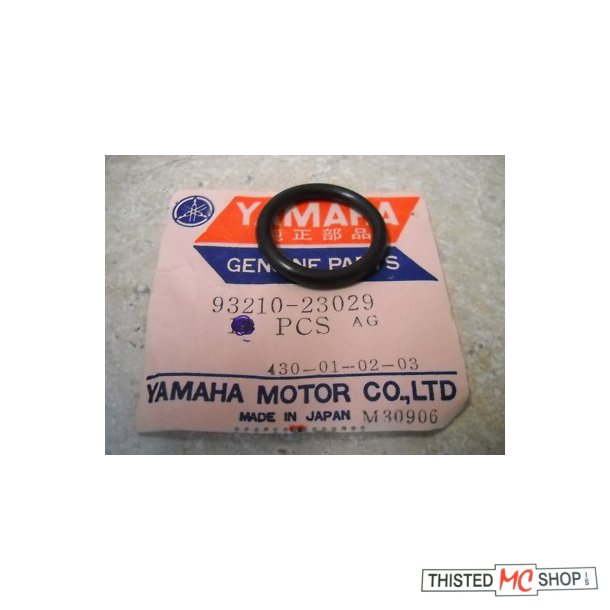 YAMAHA
純正部品
GENUINE PARTS
93210-23029
PCS AG
430-01-02-03
YAMAHA MOTOR CO.,LTD
MADE IN JAPAN M30906
THISTED MC SHOP I/S